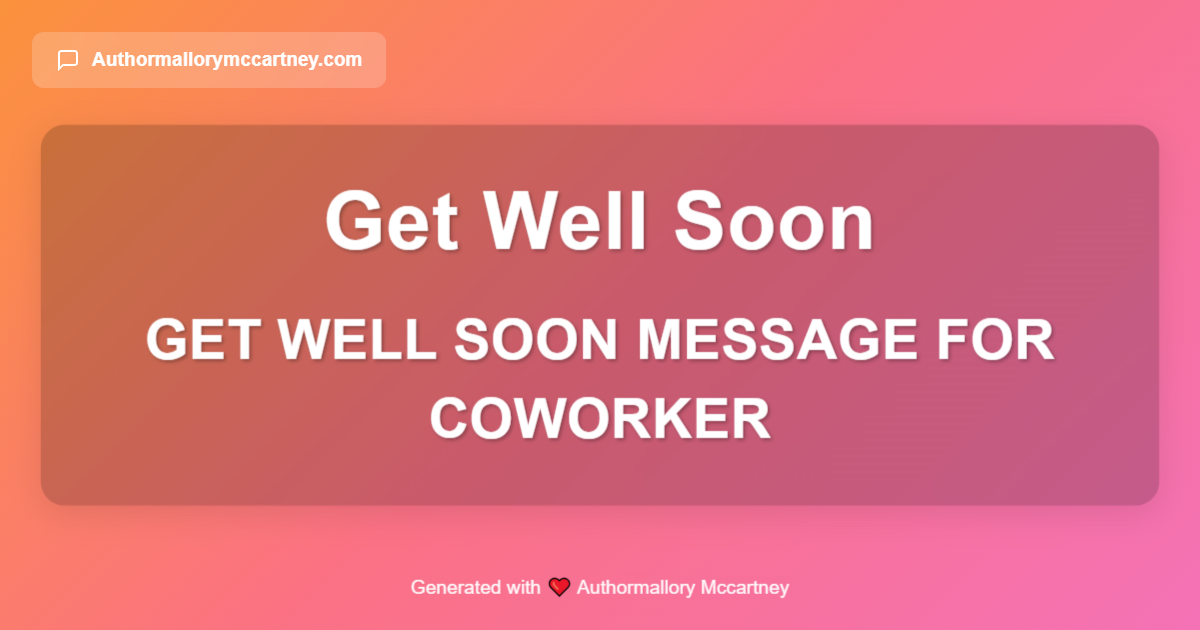 Authormallorymccartney.com
Get Well Soon
GET WELL SOON MESSAGE FOR
COWORKER
Generated with ❤️ Authormallory Mccartney